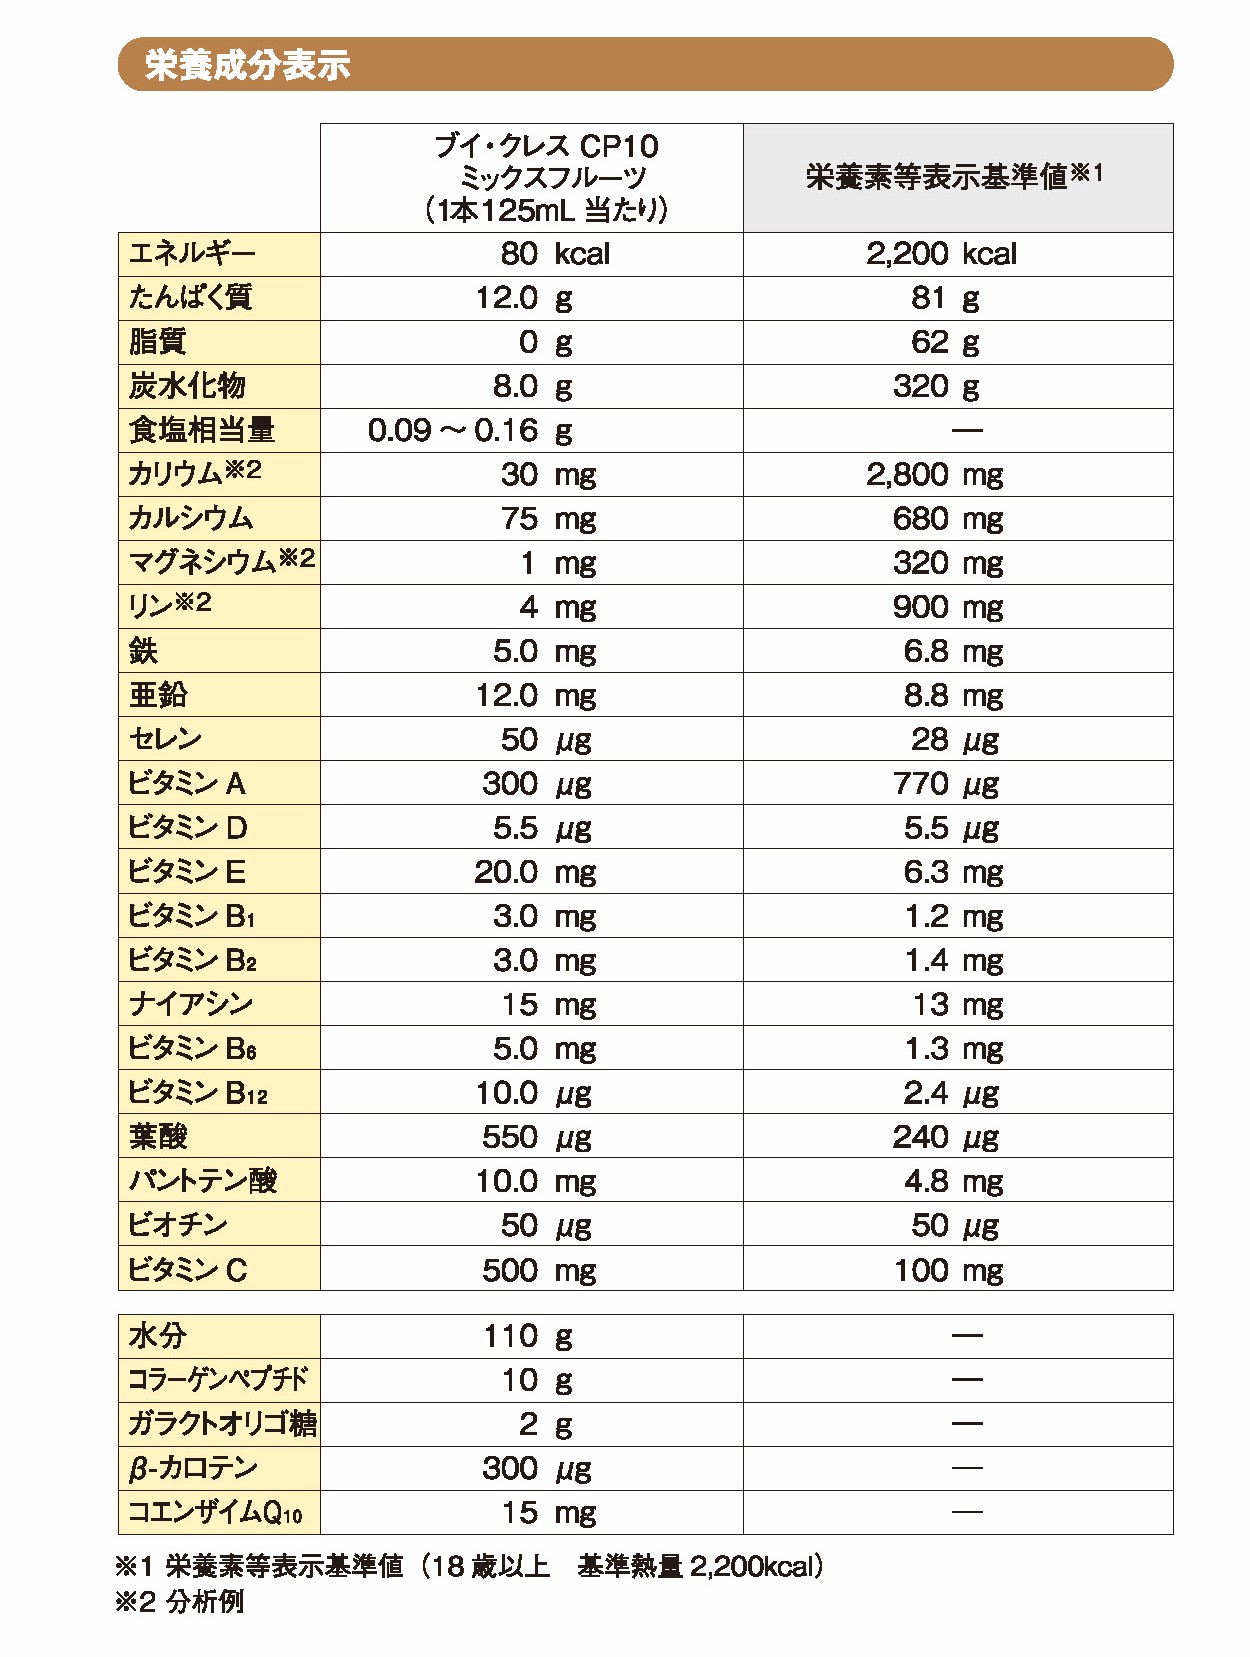 栄養成分表示
ブイ・クレス CP10
ミックスフルーツ
（1本125mL 当たり）
栄養素等表示基準値※1
エネルギー 80 kcal 2,200 kcal
たんぱく質 12.0 g 81 g
脂質 0 g 62 g
炭水化物 8.0 g 320 g
食塩相当量 0.09 ～ 0.16 g —
カリウム※2 30 mg 2,800 mg
カルシウム 75 mg 680 mg
マグネシウム※2 1 mg 320 mg
リン※2 4 mg 900 mg
鉄 5.0 mg 6.8 mg
亜鉛 12.0 mg 8.8 mg
セレン 50 μg 28 μg
ビタミン A 300 μg 770 μg
ビタミン D 5.5 μg 5.5 μg
ビタミン E 20.0 mg 6.3 mg
ビタミン B1 3.0 mg 1.2 mg
ビタミン B2 3.0 mg 1.4 mg
ナイアシン 15 mg 13 mg
ビタミン B6 5.0 mg 1.3 mg
ビタミン B12 10.0 μg 2.4 μg
葉酸 550 μg 240 μg
パントテン酸 10.0 mg 4.8 mg
ビオチン 50 μg 50 μg
ビタミン C 500 mg 100 mg
水分 110 g —
コラーゲンペプチド 10 g —
ガラクトオリゴ糖 2 g —
β-カロテン 300 μg —
コエンザイムQ10 15 mg —
※1 栄養素等表示基準値（18 歳以上　基準熱量 2,200kcal）
※2 分析例